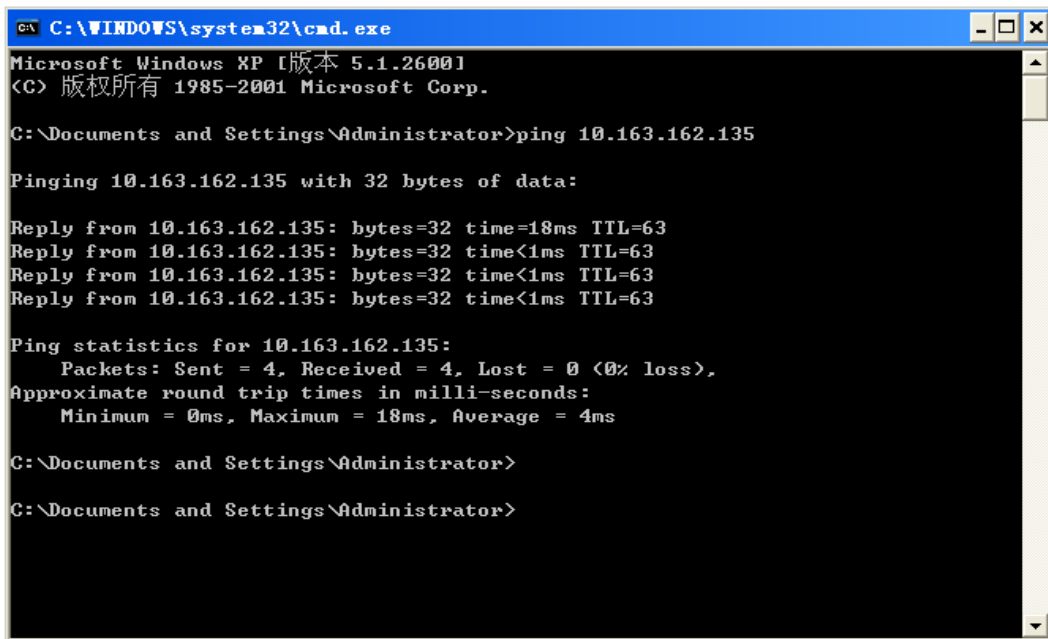 C:\WINDOWS\system32\cmd.exe
Microsoft Windows XP [版本 5.1.2600]
(C) 版权所有 1985-2001 Microsoft Corp.
C:\Documents and Settings\Administrator>ping 10.163.162.135
Pinging 10.163.162.135 with 32 bytes of data:
Reply from 10.163.162.135: bytes=32 time=18ms TTL=63
Reply from 10.163.162.135: bytes=32 time<1ms TTL=63
Reply from 10.163.162.135: bytes=32 time<1ms TTL=63
Reply from 10.163.162.135: bytes=32 time<1ms TTL=63
Ping statistics for 10.163.162.135:
    Packets: Sent = 4, Received = 4, Lost = 0 (0% loss),
Approximate round trip times in milli-seconds:
    Minimum = 0ms, Maximum = 18ms, Average = 4ms
C:\Documents and Settings\Administrator>
C:\Documents and Settings\Administrator>